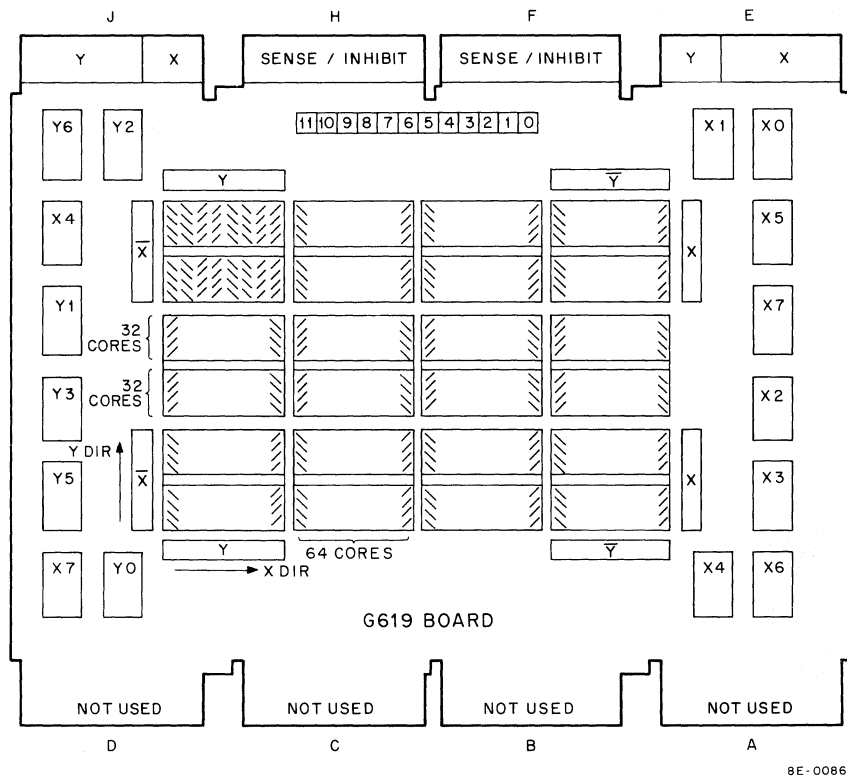 J H F E
Y X SENSE / INHIBIT SENSE / INHIBIT Y X
Y6 Y2 11 10 9 8 7 6 5 4 3 2 1 0 X1 X0
Y Y̅
X4 X̅ X X5
Y1 X7
32 CORES
Y3 32 CORES X2
Y DIR
Y5 X̅ X X3
Y Y̅
64 CORES
X DIR
X7 Y0 X4 X6
G619 BOARD
NOT USED NOT USED NOT USED NOT USED
D C B A
8E-0086